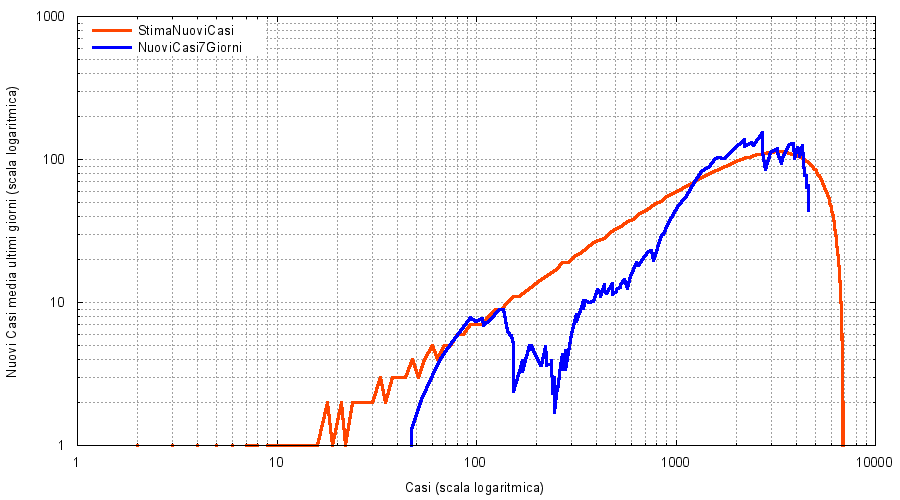 1000
StimaNuoviCasi
NuoviCasi7Giorni
100
10
1
Nuovi Casi media ultimi giorni (scala logaritmica)
1 10 100 1000 10000
Casi (scala logaritmica)